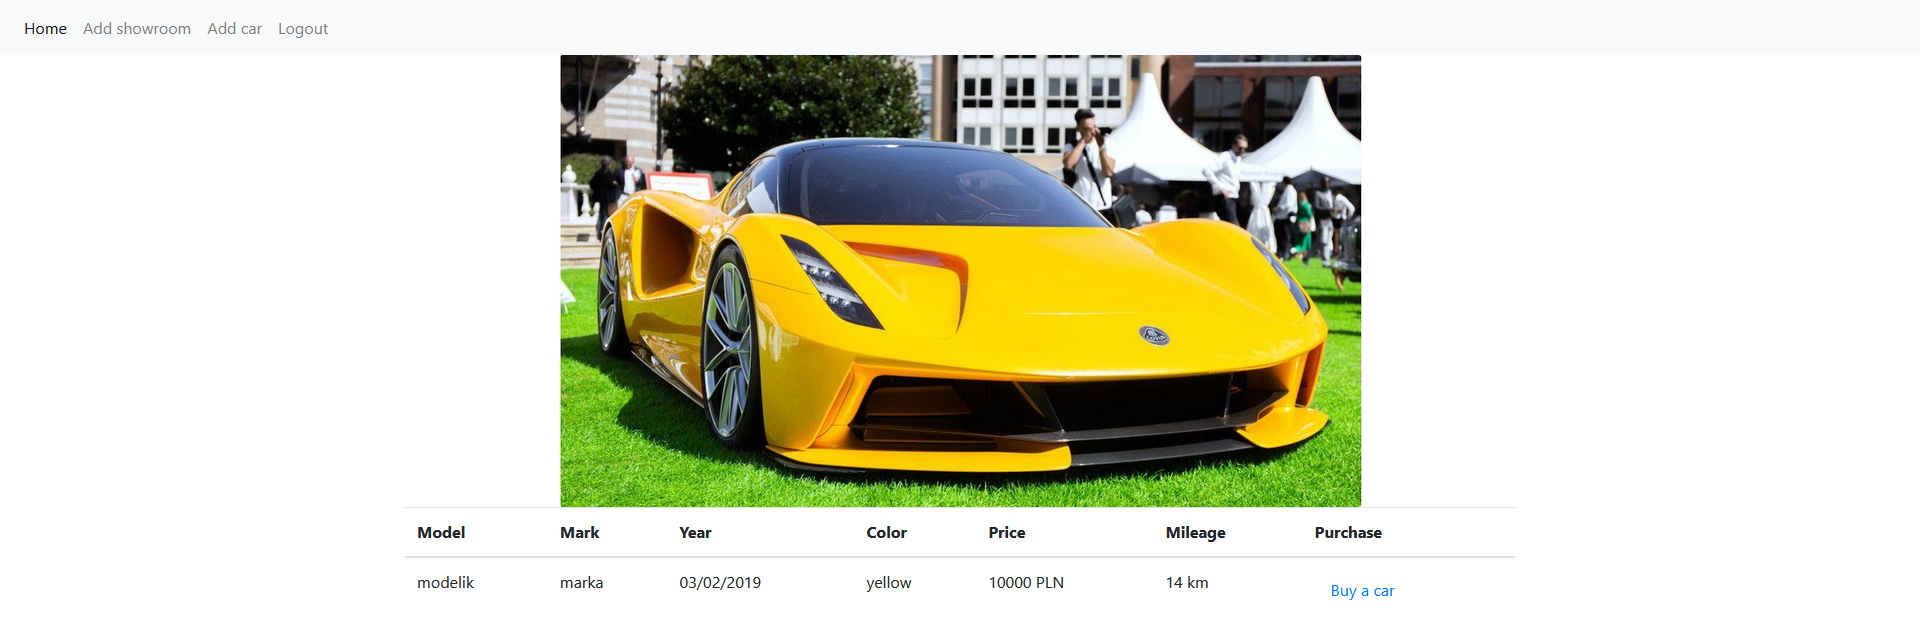 Home Add showroom Add car Logout
Model Mark Year Color Price Mileage Purchase
modelik marka 03/02/2019 yellow 10000 PLN 14 km Buy a car